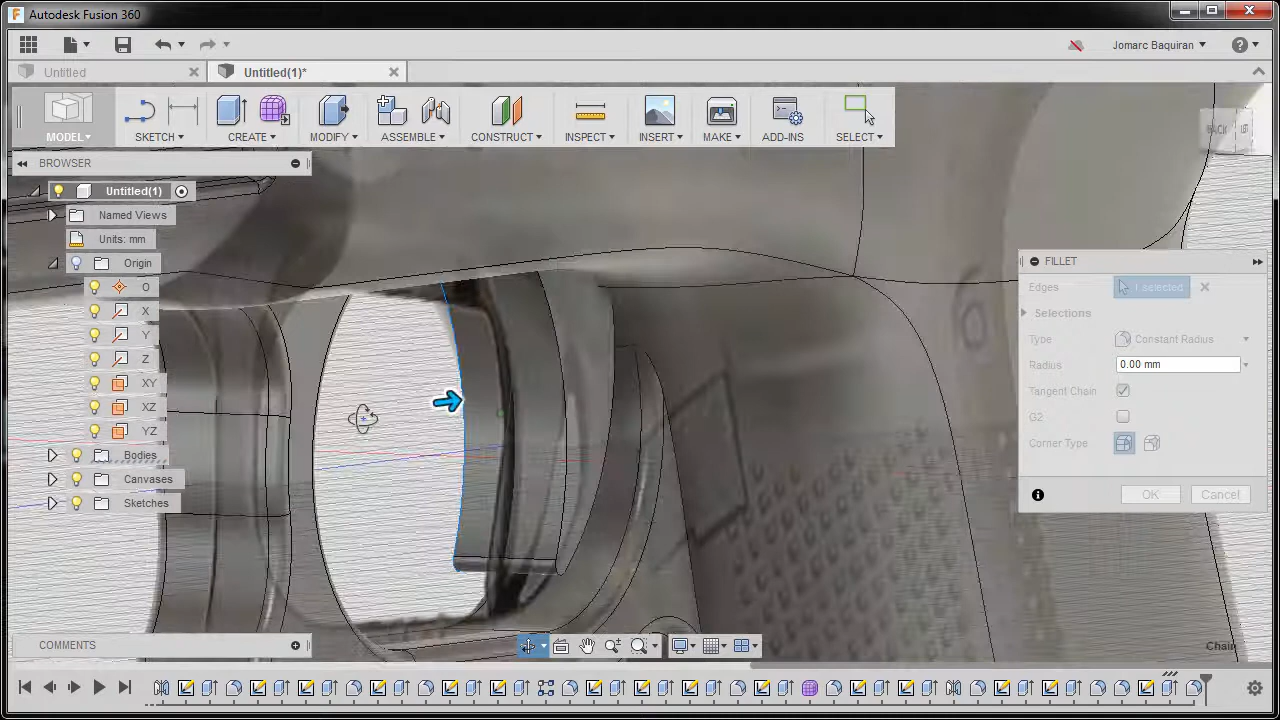 Autodesk Fusion 360
Jomarc Baquiran
Untitled
Untitled(1)*
MODEL
SKETCH
CREATE
MODIFY
ASSEMBLE
CONSTRUCT
INSPECT
INSERT
MAKE
ADD-INS
SELECT
BACK
BROWSER
Untitled(1)
Named Views
Units: mm
Origin
O
X
Y
Z
XY
XZ
YZ
Bodies
Canvases
Sketches
FILLET
Edges
1 selected
Selections
Type
Constant Radius
Radius
0.00 mm
Tangent Chain
G2
Corner Type
OK
Cancel
COMMENTS
Chain